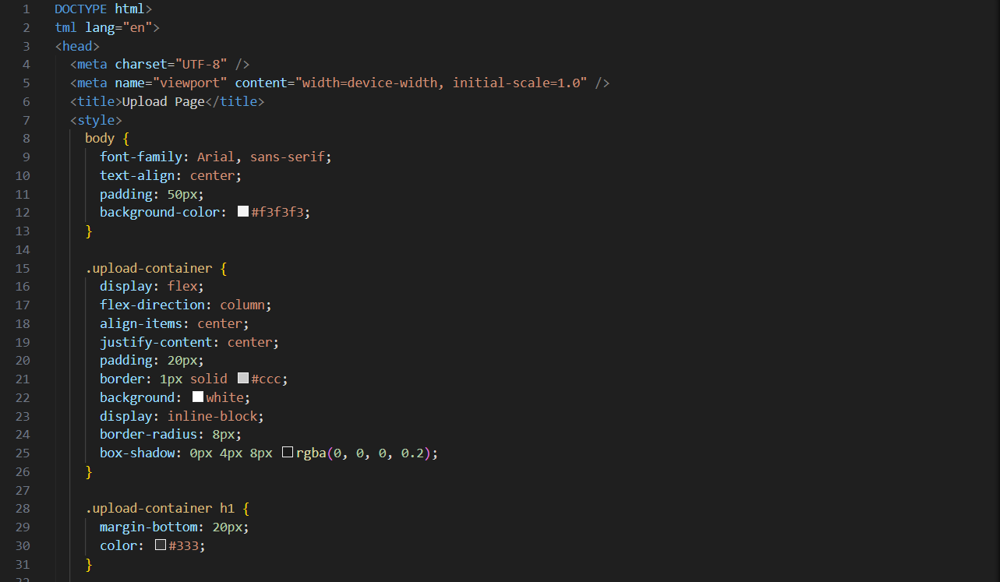 1 DOCTYPE html>
2 tml lang="en">
3 <head>
4 <meta charset="UTF-8" />
5 <meta name="viewport" content="width=device-width, initial-scale=1.0" />
6 <title>Upload Page</title>
7 <style>
8 body {
9 font-family: Arial, sans-serif;
10 text-align: center;
11 padding: 50px;
12 background-color: #f3f3f3;
13 }
14
15 .upload-container {
16 display: flex;
17 flex-direction: column;
18 align-items: center;
19 justify-content: center;
20 padding: 20px;
21 border: 1px solid #ccc;
22 background: white;
23 display: inline-block;
24 border-radius: 8px;
25 box-shadow: 0px 4px 8px rgba(0, 0, 0, 0.2);
26 }
27
28 .upload-container h1 {
29 margin-bottom: 20px;
30 color: #333;
31 }